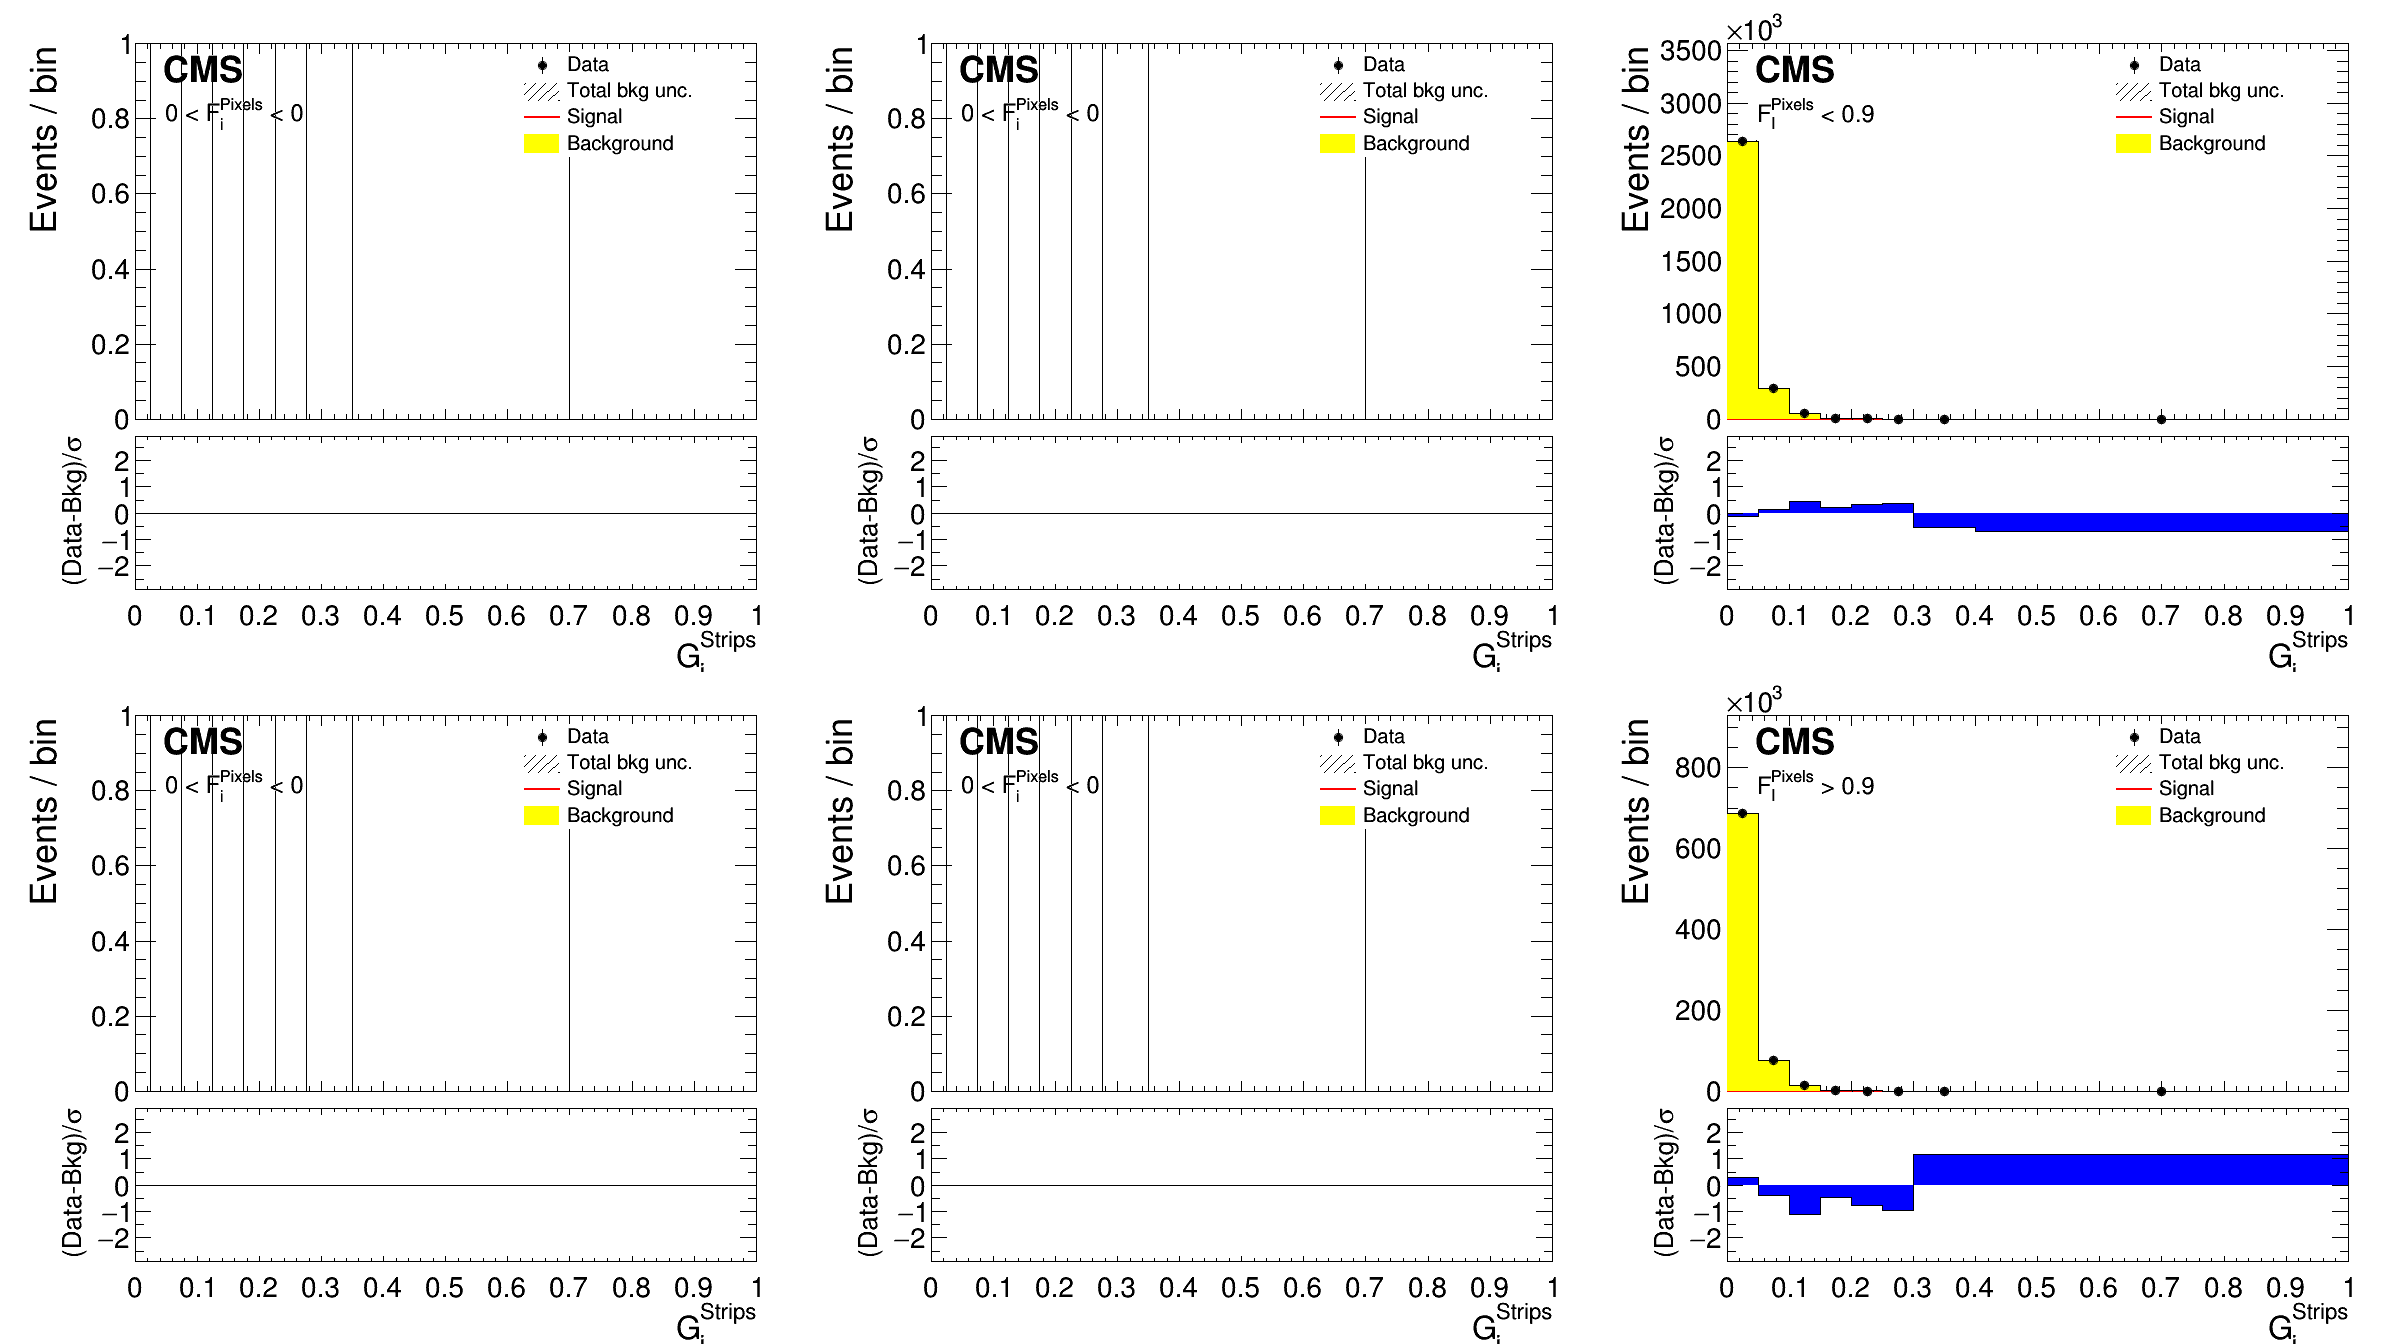 Events / bin
1
0.8
0.6
0.4
0.2
0
CMS
0 < F_i^Pixels < 0
Data
Total bkg unc.
Signal
Background
(Data-Bkg)/σ
2
1
0
−1
−2
0 0.1 0.2 0.3 0.4 0.5 0.6 0.7 0.8 0.9 1
G_i^Strips
Events / bin
1
0.8
0.6
0.4
0.2
0
CMS
0 < F_i^Pixels < 0
Data
Total bkg unc.
Signal
Background
(Data-Bkg)/σ
2
1
0
−1
−2
0 0.1 0.2 0.3 0.4 0.5 0.6 0.7 0.8 0.9 1
G_i^Strips
×10³
Events / bin
3500
3000
2500
2000
1500
1000
500
0
CMS
F_i^Pixels < 0.9
Data
Total bkg unc.
Signal
Background
(Data-Bkg)/σ
2
1
0
−1
−2
0 0.1 0.2 0.3 0.4 0.5 0.6 0.7 0.8 0.9 1
G_i^Strips
Events / bin
1
0.8
0.6
0.4
0.2
0
CMS
0 < F_i^Pixels < 0
Data
Total bkg unc.
Signal
Background
(Data-Bkg)/σ
2
1
0
−1
−2
0 0.1 0.2 0.3 0.4 0.5 0.6 0.7 0.8 0.9 1
G_i^Strips
Events / bin
1
0.8
0.6
0.4
0.2
0
CMS
0 < F_i^Pixels < 0
Data
Total bkg unc.
Signal
Background
(Data-Bkg)/σ
2
1
0
−1
−2
0 0.1 0.2 0.3 0.4 0.5 0.6 0.7 0.8 0.9 1
G_i^Strips
×10³
Events / bin
800
600
400
200
0
CMS
F_i^Pixels > 0.9
Data
Total bkg unc.
Signal
Background
(Data-Bkg)/σ
2
1
0
−1
−2
0 0.1 0.2 0.3 0.4 0.5 0.6 0.7 0.8 0.9 1
G_i^Strips